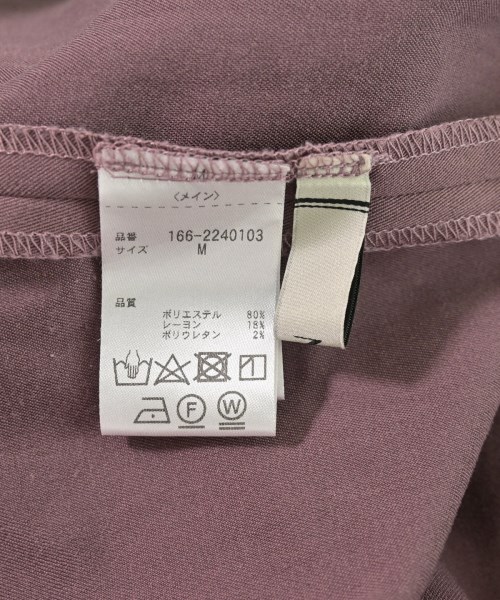 〈メイン〉
品番 166-2240103
サイズ M
品質
ポリエステル 80%
レーヨン 18%
ポリウレタン 2%
F W